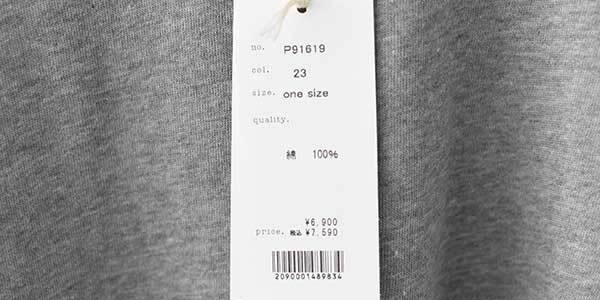 no. P91619
col. 23
size. one size
quality.
綿 100%
¥6,900
price. 税込 ¥7,590
2090001489834